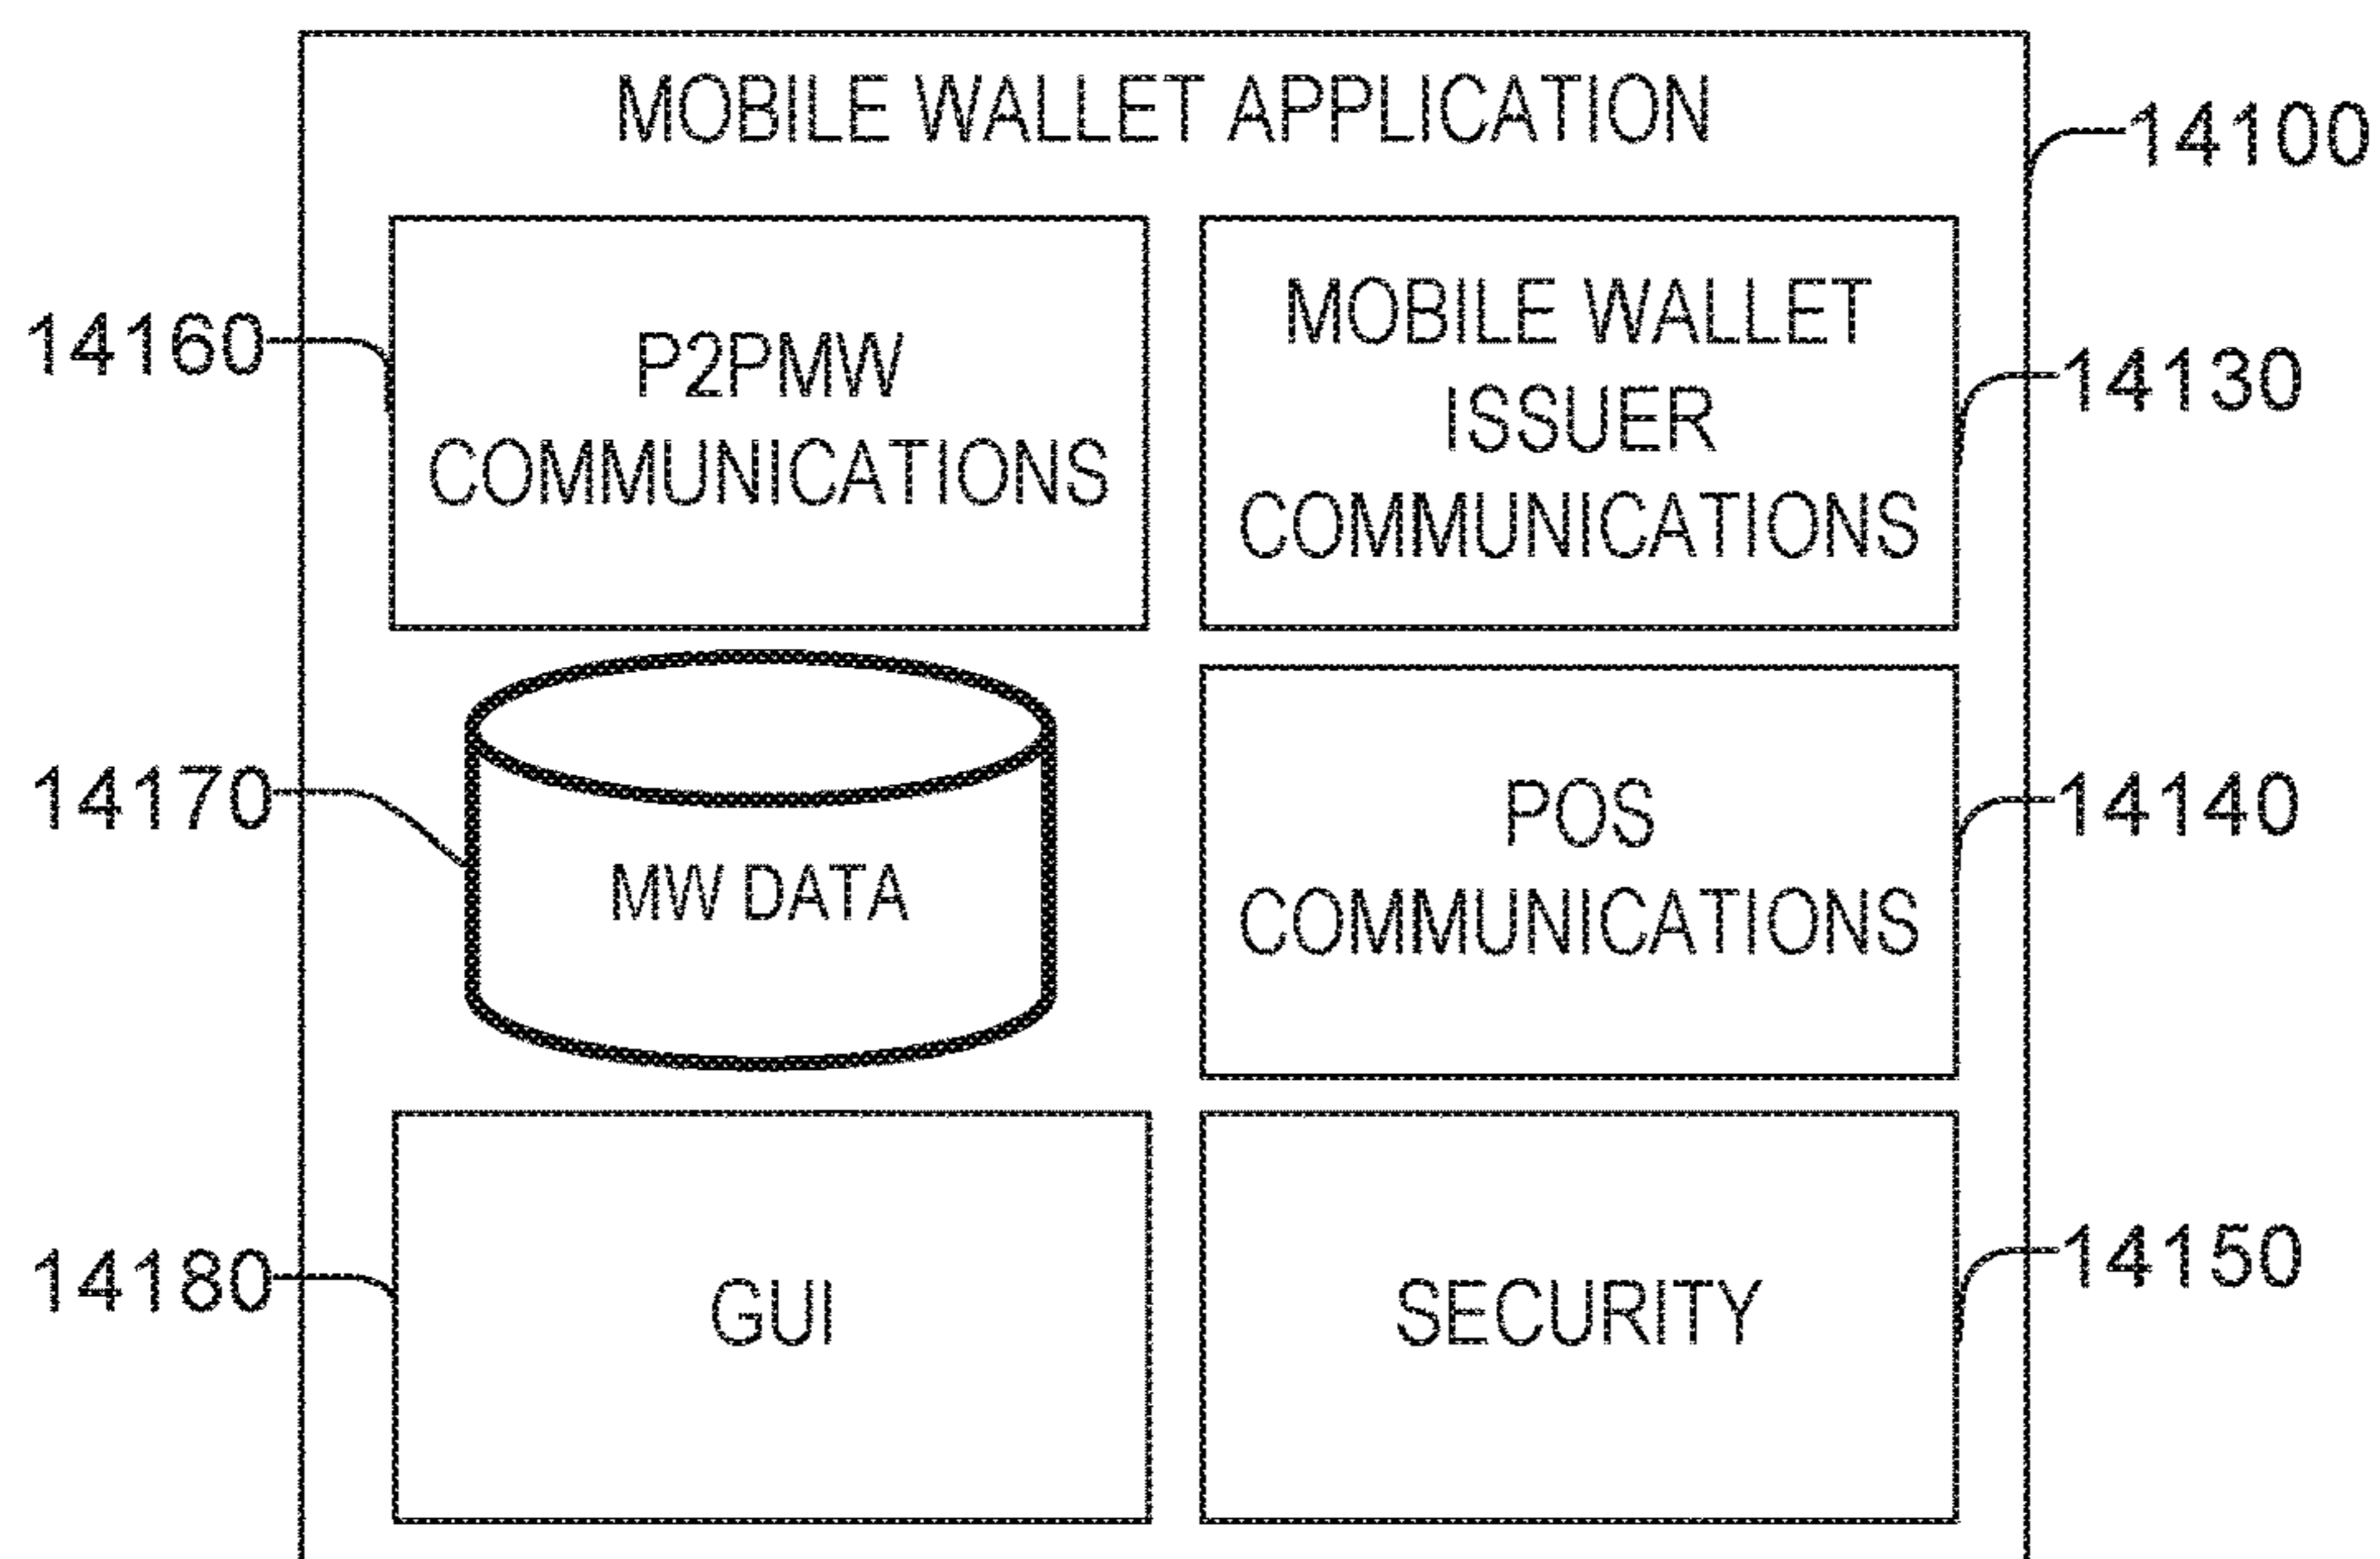 MOBILE WALLET APPLICATION
14100
14160
P2PMW
COMMUNICATIONS
MOBILE WALLET
ISSUER
COMMUNICATIONS
14130
14170
MW DATA
POS
COMMUNICATIONS
14140
14180
GUI
SECURITY
14150